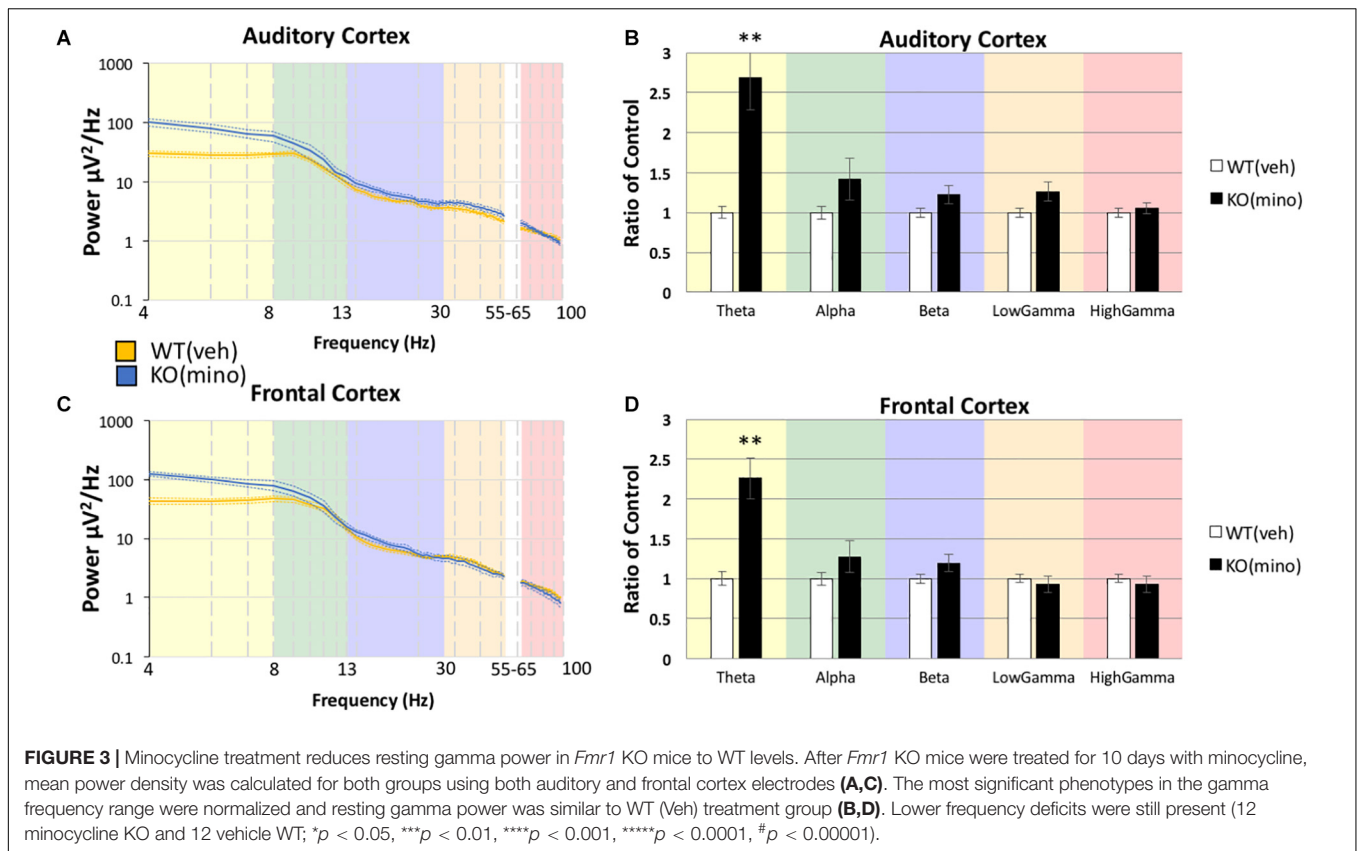 A
Auditory Cortex
Power µV²/Hz
1000
100
10
1
0.1
4 8 13 30 55-65 100
Frequency (Hz)
WT(veh)
KO(mino)
B
**
Auditory Cortex
Ratio of Control
3
2.5
2
1.5
1
0.5
0
Theta Alpha Beta LowGamma HighGamma
WT(veh)
KO(mino)
C
Frontal Cortex
Power µV²/Hz
1000
100
10
1
0.1
4 8 13 30 55-65 100
Frequency (Hz)
D
Frontal Cortex
**
Ratio of Control
3
2.5
2
1.5
1
0.5
0
Theta Alpha Beta LowGamma HighGamma
WT(veh)
KO(mino)
FIGURE 3 | Minocycline treatment reduces resting gamma power in Fmr1 KO mice to WT levels. After Fmr1 KO mice were treated for 10 days with minocycline,
mean power density was calculated for both groups using both auditory and frontal cortex electrodes (A,C). The most significant phenotypes in the gamma
frequency range were normalized and resting gamma power was similar to WT (Veh) treatment group (B,D). Lower frequency deficits were still present (12
minocycline KO and 12 vehicle WT; *p < 0.05, ***p < 0.01, ****p < 0.001, *****p < 0.0001, #p < 0.00001).